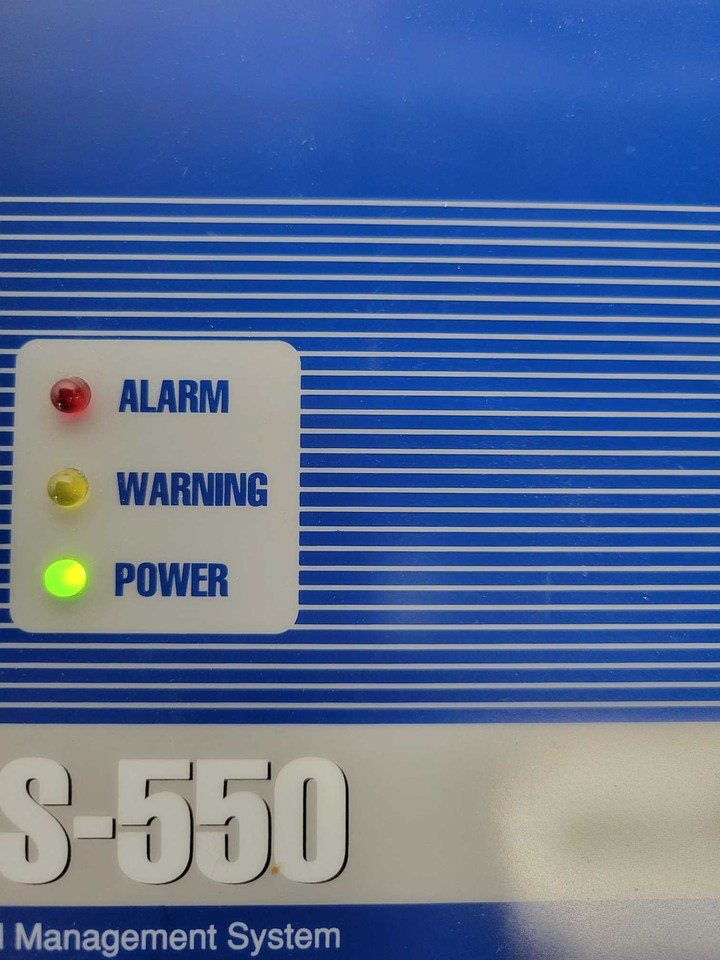 ALARM
WARNING
POWER
S-550
l Management System